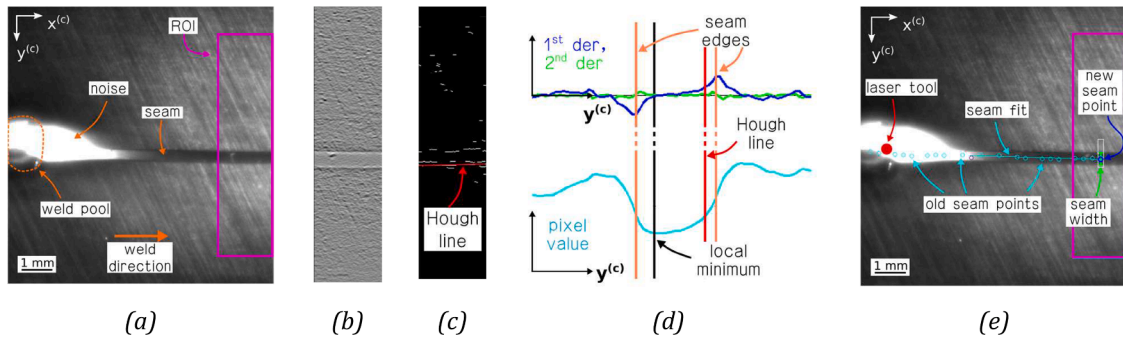 x(c)
y(c)
ROI
noise
seam
weld pool
weld
direction
1 mm
(a)
(b)
Hough
line
(c)
1st der,
2nd der
seam
edges
y(c)
Hough
line
pixel
value
y(c)
local
minimum
(d)
x(c)
y(c)
laser tool
new
seam
point
seam fit
old seam points
seam
width
1 mm
(e)